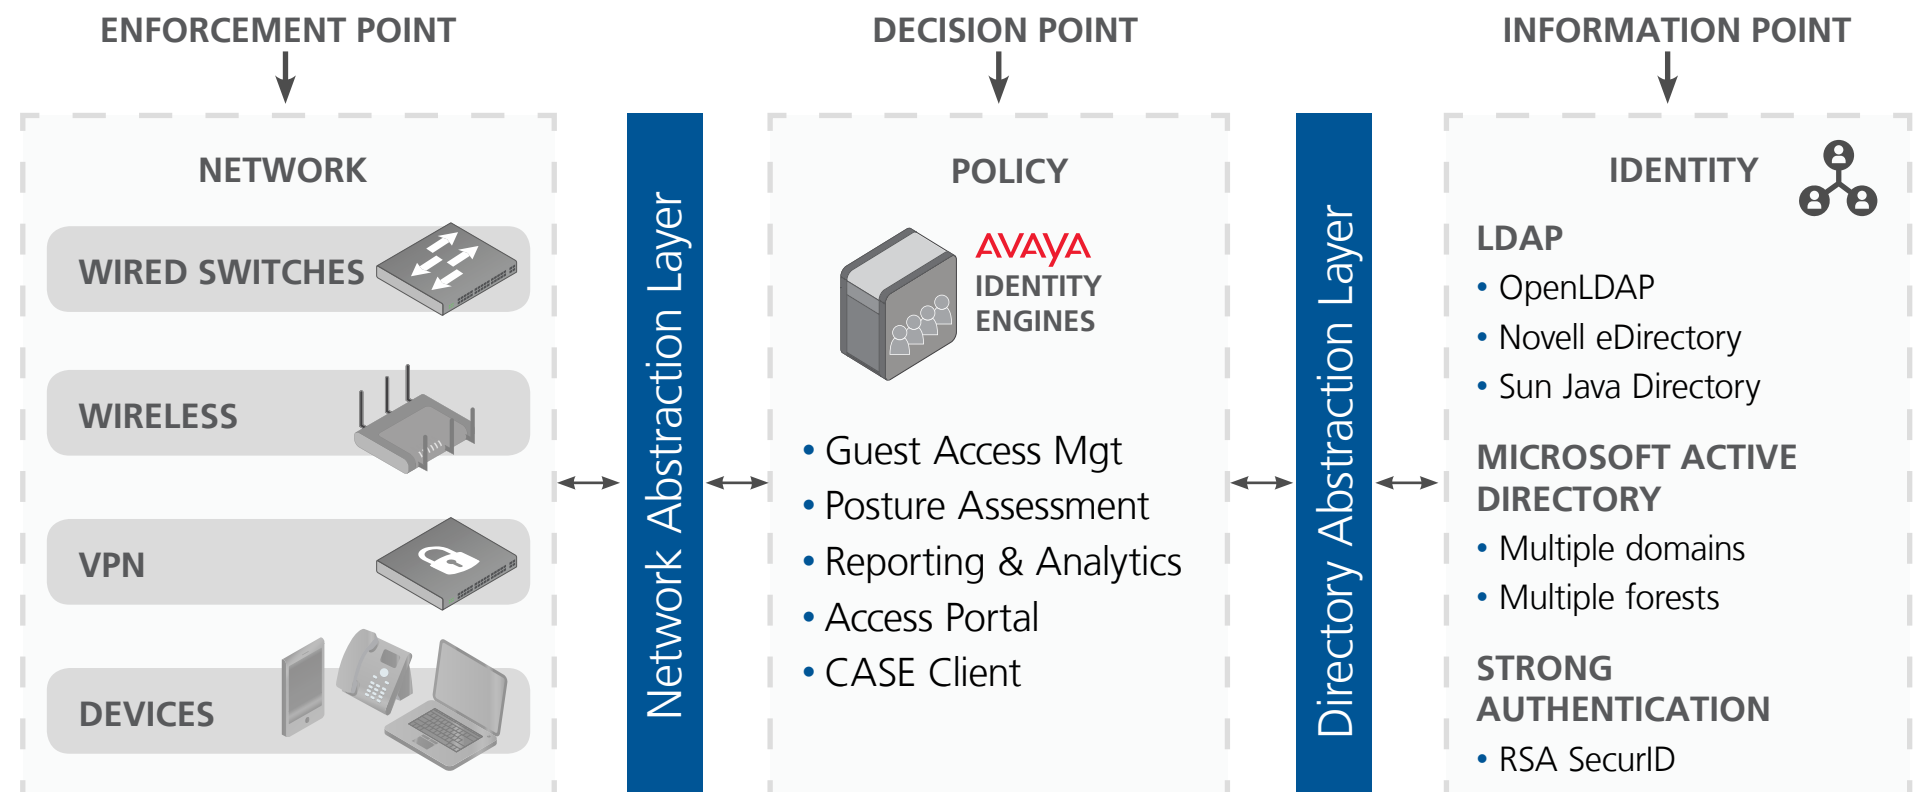 ENFORCEMENT POINT
DECISION POINT
INFORMATION POINT
NETWORK
WIRED SWITCHES
WIRELESS
VPN
DEVICES
Network Abstraction Layer
POLICY
AVAYA
IDENTITY
ENGINES
• Guest Access Mgt
• Posture Assessment
• Reporting & Analytics
• Access Portal
• CASE Client
Directory Abstraction Layer
IDENTITY
LDAP
• OpenLDAP
• Novell eDirectory
• Sun Java Directory
MICROSOFT ACTIVE
DIRECTORY
• Multiple domains
• Multiple forests
STRONG
AUTHENTICATION
• RSA SecurID